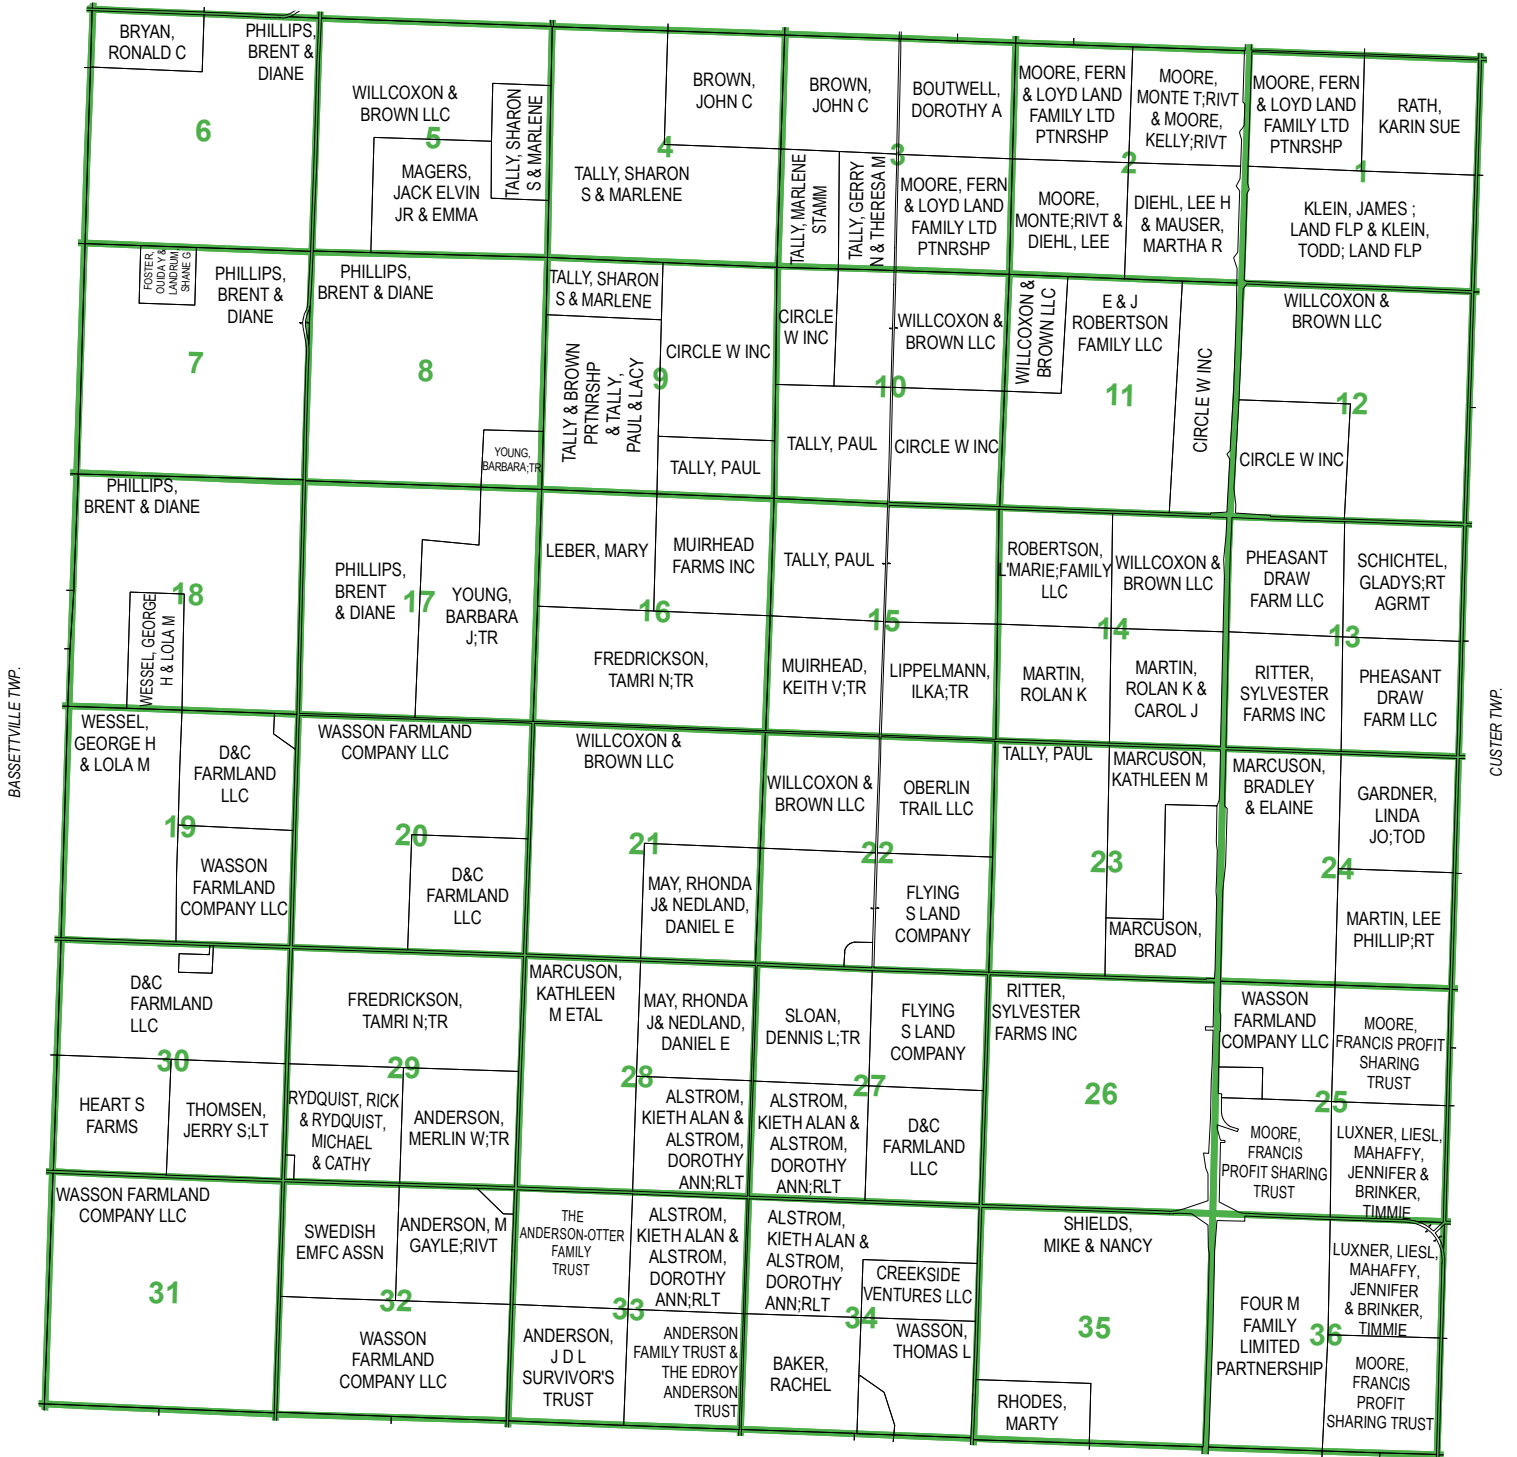 BRYAN,
RONALD C
PHILLIPS,
BRENT &
DIANE
6
WILLCOXON &
BROWN LLC
5
TALLY, SHARON
S & MARLENE
MAGERS,
JACK ELVIN
JR & EMMA
BROWN,
JOHN C
4
TALLY, SHARON
S & MARLENE
BROWN,
JOHN C
BOUTWELL,
DOROTHY A
3
TALLY, MARLENE
STAMM
TALLY, GERRY
N & THERESA M
MOORE, FERN
& LOYD LAND
FAMILY LTD
PTNRSHP
MOORE, FERN
& LOYD LAND
FAMILY LTD
PTNRSHP
MOORE,
MONTE T;RIVT
& MOORE,
KELLY;RIVT
2
MOORE,
MONTE;RIVT &
DIEHL, LEE
DIEHL, LEE H
& MAUSER,
MARTHA R
MOORE, FERN
& LOYD LAND
FAMILY LTD
PTNRSHP
RATH,
KARIN SUE
1
KLEIN, JAMES ;
LAND FLP & KLEIN,
TODD; LAND FLP
FOSTER,
OUIDA Y &
LANDRUM,
SHANE G
PHILLIPS,
BRENT &
DIANE
7
PHILLIPS,
BRENT & DIANE
8
YOUNG,
BARBARA;TR
TALLY, SHARON
S & MARLENE
TALLY & BROWN
PRTNRSHP
& TALLY,
PAUL & LACY
CIRCLE W INC
9
TALLY, PAUL
CIRCLE
W INC
WILLCOXON &
BROWN LLC
10
TALLY, PAUL
CIRCLE W INC
WILLCOXON &
BROWN LLC
E & J
ROBERTSON
FAMILY LLC
11
CIRCLE W INC
WILLCOXON &
BROWN LLC
12
CIRCLE W INC
PHILLIPS,
BRENT & DIANE
18
WESSEL, GEORGE
H & LOLA M
PHILLIPS,
BRENT
& DIANE
17
YOUNG,
BARBARA
J;TR
LEBER, MARY
MUIRHEAD
FARMS INC
16
FREDRICKSON,
TAMRI N;TR
TALLY, PAUL
15
MUIRHEAD,
KEITH V;TR
LIPPELMANN,
ILKA;TR
ROBERTSON,
L'MARIE;FAMILY
LLC
WILLCOXON &
BROWN LLC
14
MARTIN,
ROLAN K
MARTIN,
ROLAN K &
CAROL J
PHEASANT
DRAW
FARM LLC
SCHICHTEL,
GLADYS;RT
AGRMT
13
RITTER,
SYLVESTER
FARMS INC
PHEASANT
DRAW
FARM LLC
BASSETTVILLE TWP.
CUSTER TWP.
WESSEL,
GEORGE H
& LOLA M
D&C
FARMLAND
LLC
19
WASSON
FARMLAND
COMPANY LLC
WASSON FARMLAND
COMPANY LLC
20
D&C
FARMLAND
LLC
WILLCOXON &
BROWN LLC
21
MAY, RHONDA
J& NEDLAND,
DANIEL E
WILLCOXON &
BROWN LLC
OBERLIN
TRAIL LLC
22
FLYING
S LAND
COMPANY
TALLY, PAUL
MARCUSON,
KATHLEEN M
23
MARCUSON,
BRAD
MARCUSON,
BRADLEY
& ELAINE
GARDNER,
LINDA
JO;TOD
24
MARTIN, LEE
PHILLIP;RT
D&C
FARMLAND
LLC
30
HEART S
FARMS
THOMSEN,
JERRY S;LT
FREDRICKSON,
TAMRI N;TR
29
RYDQUIST, RICK
& RYDQUIST,
MICHAEL
& CATHY
ANDERSON,
MERLIN W;TR
MARCUSON,
KATHLEEN
M ETAL
MAY, RHONDA
J& NEDLAND,
DANIEL E
28
ALSTROM,
KIETH ALAN &
ALSTROM,
DOROTHY
ANN;RLT
SLOAN,
DENNIS L;TR
FLYING
S LAND
COMPANY
27
ALSTROM,
KIETH ALAN &
ALSTROM,
DOROTHY
ANN;RLT
D&C
FARMLAND
LLC
RITTER,
SYLVESTER
FARMS INC
26
WASSON
FARMLAND
COMPANY LLC
MOORE,
FRANCIS PROFIT
SHARING
TRUST
25
MOORE,
FRANCIS
PROFIT SHARING
TRUST
LUXNER, LIESL,
MAHAFFY,
JENNIFER &
BRINKER,
TIMMIE
WASSON FARMLAND
COMPANY LLC
31
SWEDISH
EMFC ASSN
ANDERSON, M
GAYLE;RIVT
32
WASSON
FARMLAND
COMPANY LLC
THE
ANDERSON-OTTER
FAMILY
TRUST
ALSTROM,
KIETH ALAN &
ALSTROM,
DOROTHY
ANN;RLT
33
ANDERSON,
J D L
SURVIVOR'S
TRUST
ANDERSON
FAMILY TRUST &
THE EDROY
ANDERSON
TRUST
ALSTROM,
KIETH ALAN &
ALSTROM,
DOROTHY
ANN;RLT
CREEKSIDE
VENTURES LLC
34
BAKER,
RACHEL
WASSON,
THOMAS L
SHIELDS,
MIKE & NANCY
35
RHODES,
MARTY
FOUR M
FAMILY
LIMITED
PARTNERSHIP
LUXNER, LIESL,
MAHAFFY,
JENNIFER
& BRINKER,
TIMMIE
36
MOORE,
FRANCIS
PROFIT
SHARING TRUST